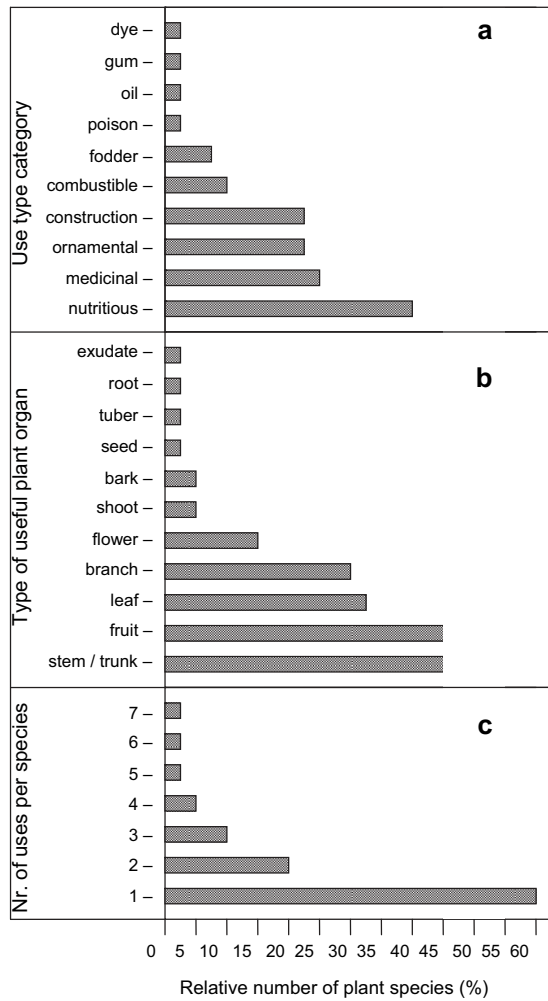 a
Use type category
dye –
gum –
oil –
poison –
fodder –
combustible –
construction –
ornamental –
medicinal –
nutritious –
b
Type of useful plant organ
exudate –
root –
tuber –
seed –
bark –
shoot –
flower –
branch –
leaf –
fruit –
stem / trunk –
c
Nr. of uses per species
7 –
6 –
5 –
4 –
3 –
2 –
1 –
0 5 10 15 20 25 30 35 40 45 50 55 60
Relative number of plant species (%)